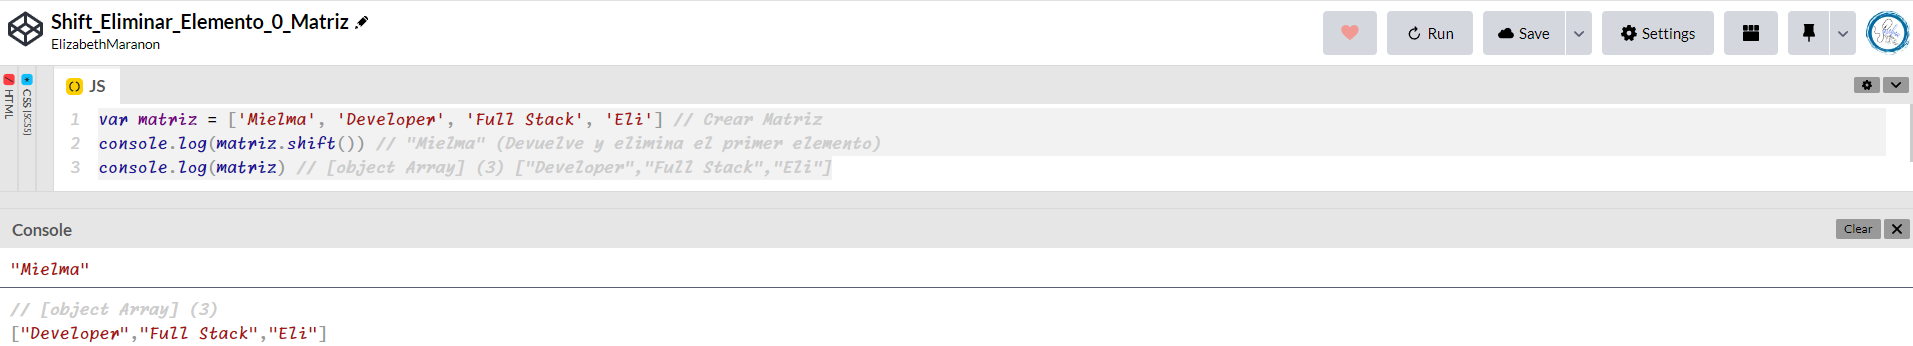 Shift_Eliminar_Elemento_0_Matriz
ElizabethMaranon
Run
Save
Settings
HTML
CSS (SCSS)
JS
1 var matriz = ['Mielma', 'Developer', 'Full Stack', 'Eli'] // Crear Matriz
2 console.log(matriz.shift()) // "Mielma" (Devuelve y elimina el primer elemento)
3 console.log(matriz) // [object Array] (3) ["Developer","Full Stack","Eli"]
Console
Clear
"Mielma"
// [object Array] (3)
["Developer","Full Stack","Eli"]